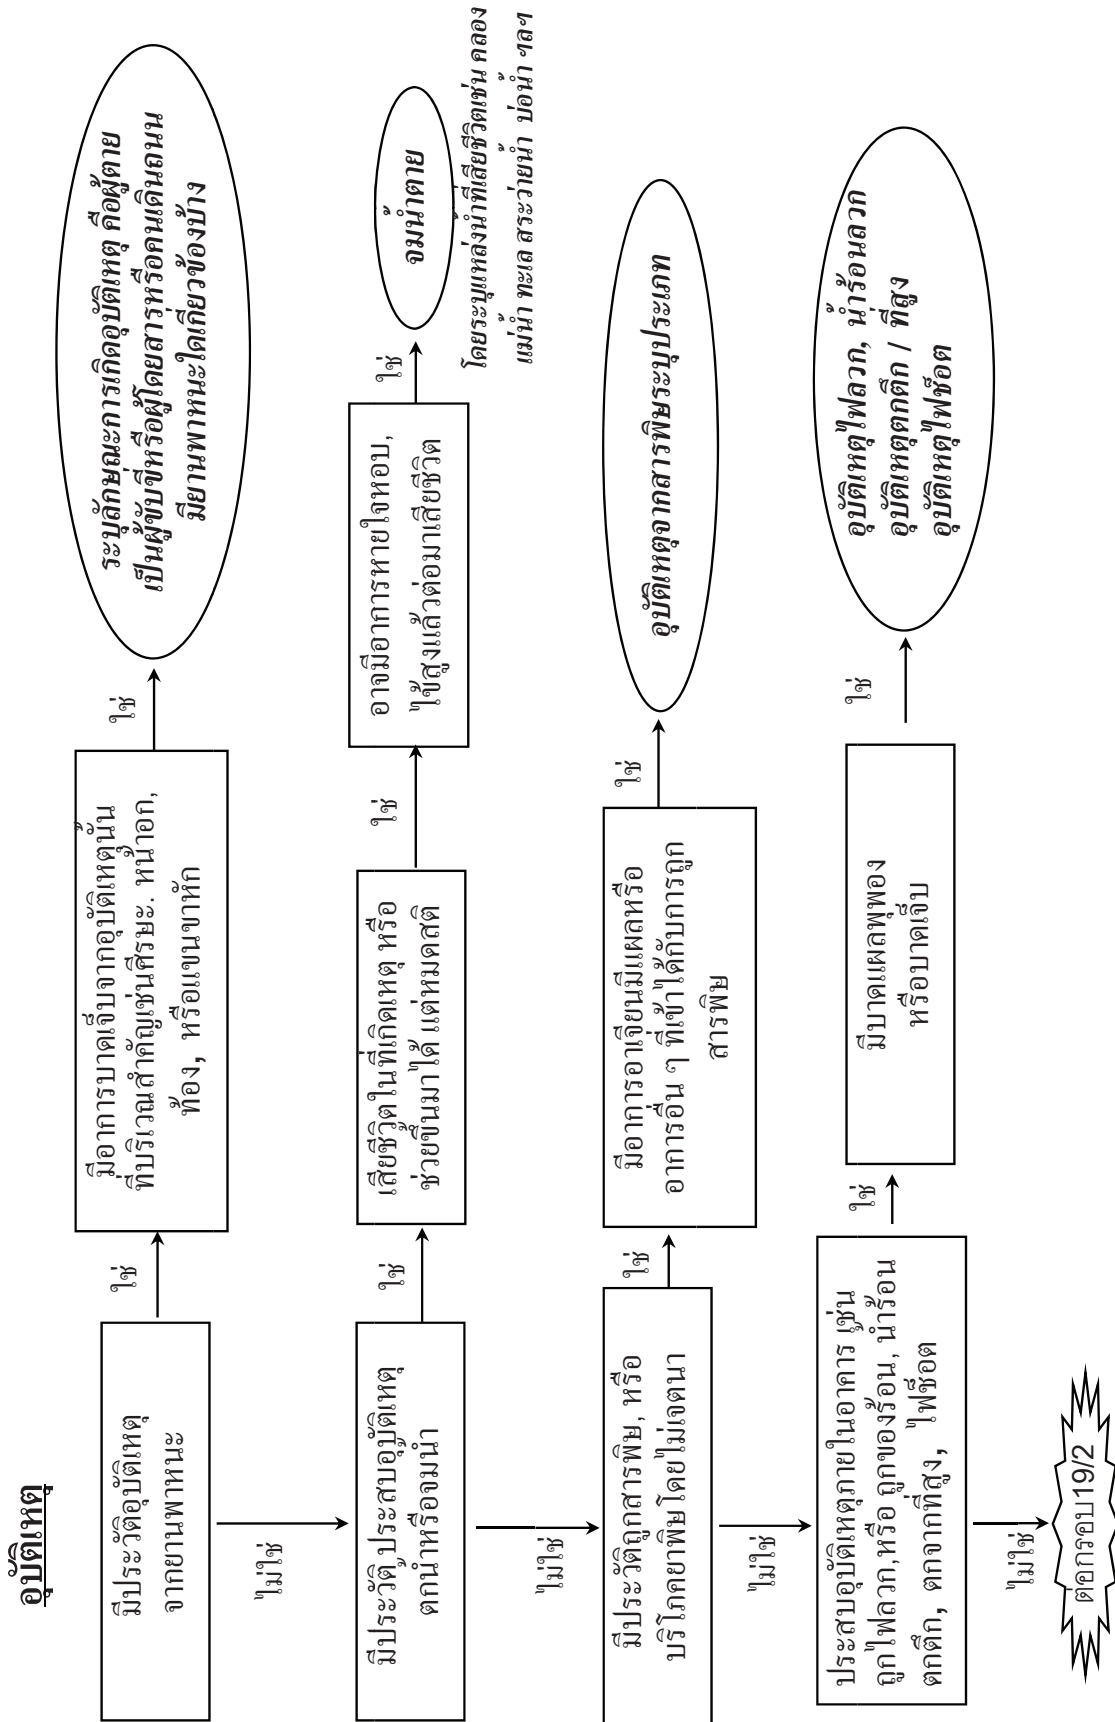 อุบัติเหตุ
มีประวัติอุบัติเหตุ
จากยานพาหนะ
ใช่
มีอาการบาดเจ็บจากอุบัติเหตุนั้น
ที่บริเวณสำคัญเช่นศีรษะ. หน้าอก,
ท้อง, หรือแขนขาหัก
ใช่
ระบุลักษณะการเกิดอุบัติเหตุ คือผู้ตาย
เป็นผู้ขับขี่หรือผู้โดยสารหรือคนเดินถนน
มียานพาหนะใดเกี่ยวข้องบ้าง
ไม่ใช่
มีประวัติ ประสบอุบัติเหตุ
ตกน้ำหรือจมน้ำ
ใช่
เสียชีวิตในที่เกิดเหตุ หรือ
ช่วยขึ้นมาได้ แต่หมดสติ
ใช่
อาจมีอาการหายใจหอบ,
ไข้สูงแล้วต่อมาเสียชีวิต
ใช่
จมน้ำตาย
โดยระบุแหล่งน้ำที่เสียชีวิตเช่น คลอง
แม่น้ำ ทะเล สระว่ายน้ำ บ่อน้ำ ฯลฯ
ไม่ใช่
มีประวัติถูกสารพิษ, หรือ
บริโภคยาพิษโดยไม่เจตนา
ใช่
มีอาการอาเจียนมีแผลหรือ
อาการอื่น ๆ ที่เข้าได้กับการถูก
สารพิษ
ใช่
อุบัติเหตุจากสารพิษระบุประเภท
ไม่ใช่
ประสบอุบัติเหตุภายในอาคาร เช่น
ถูกไฟลวก,หรือ ถูกของร้อน, น้ำร้อน
ตกตึก, ตกจากที่สูง, ไฟช็อต
ใช่
มีบาดแผลพุพอง
หรือบาดเจ็บ
ใช่
อุบัติเหตุไฟลวก, น้ำร้อนลวก
อุบัติเหตุตกตึก / ที่สูง
อุบัติเหตุไฟช็อต
ไม่ใช่
ต่อกรอบ19/2